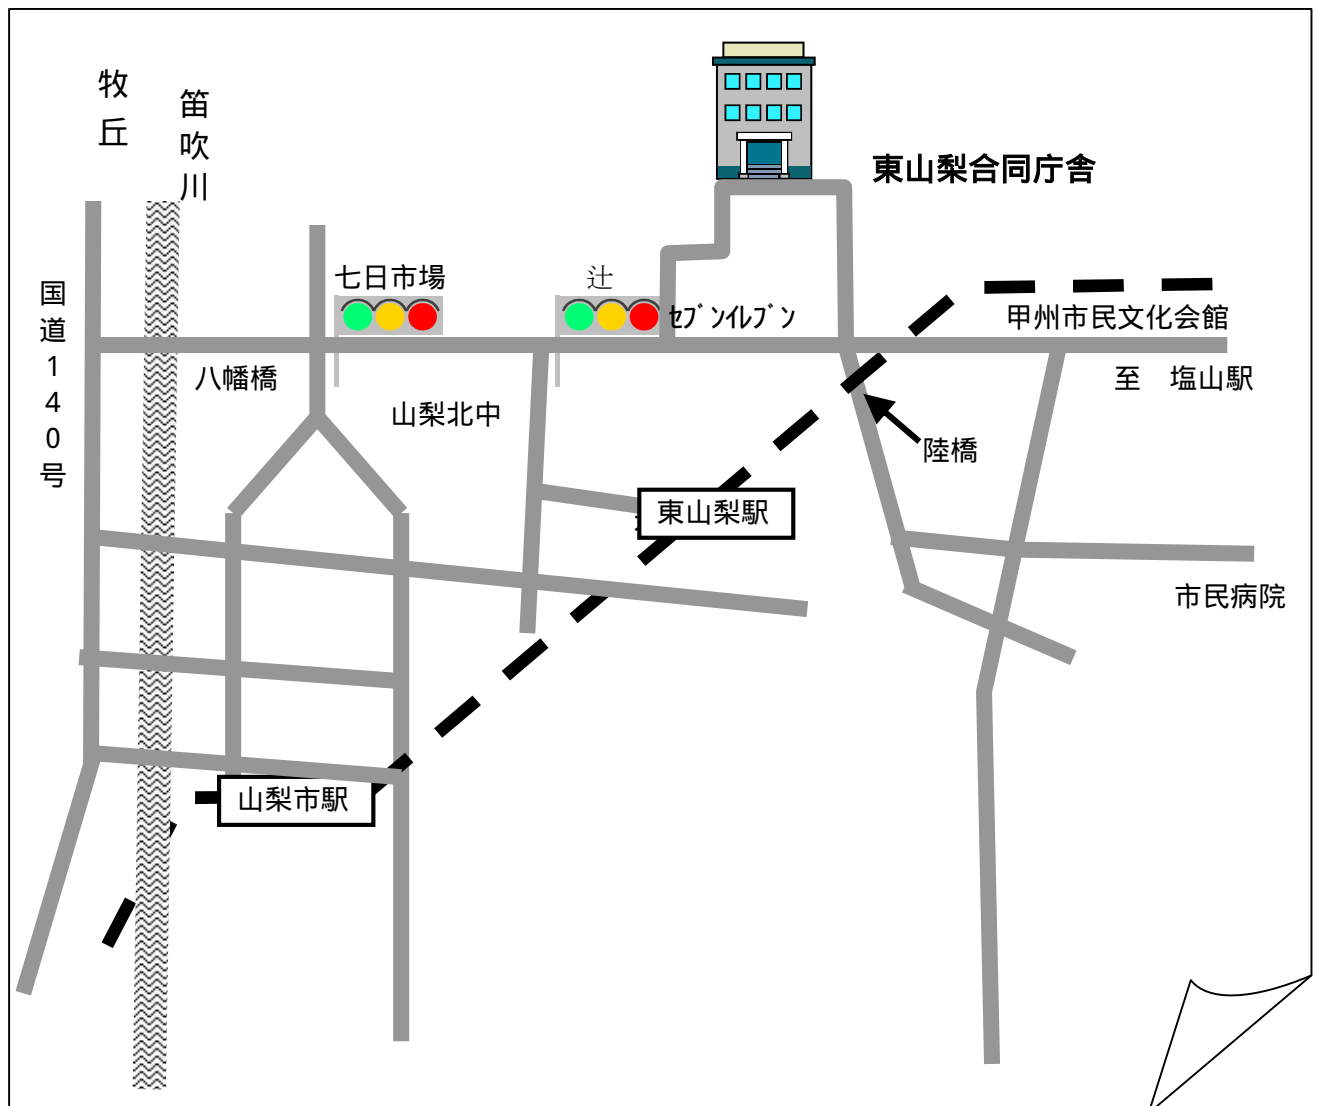 牧丘
笛吹川
東山梨合同庁舎
七日市場
辻
国道140号
ｾﾌﾞﾝｲﾚﾌﾞﾝ
甲州市民文化会館
八幡橋
至　塩山駅
山梨北中
陸橋
東山梨駅
市民病院
山梨市駅